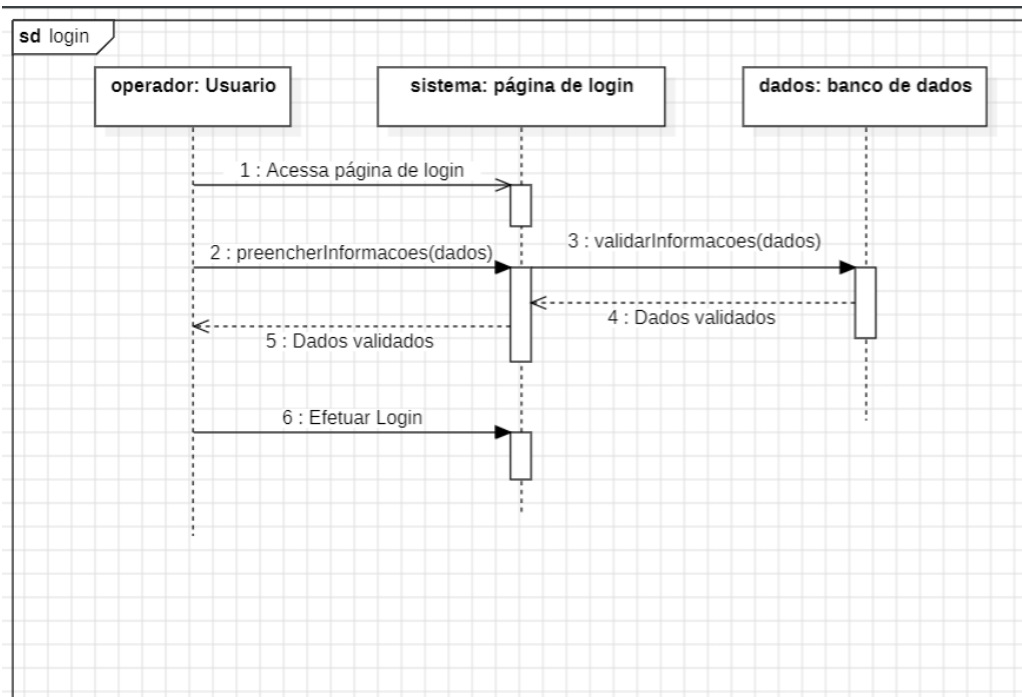 sd login
operador: Usuario
sistema: página de login
dados: banco de dados
1 : Acessa página de login
2 : preencherInformacoes(dados)
3 : validarInformacoes(dados)
4 : Dados validados
5 : Dados validados
6 : Efetuar Login